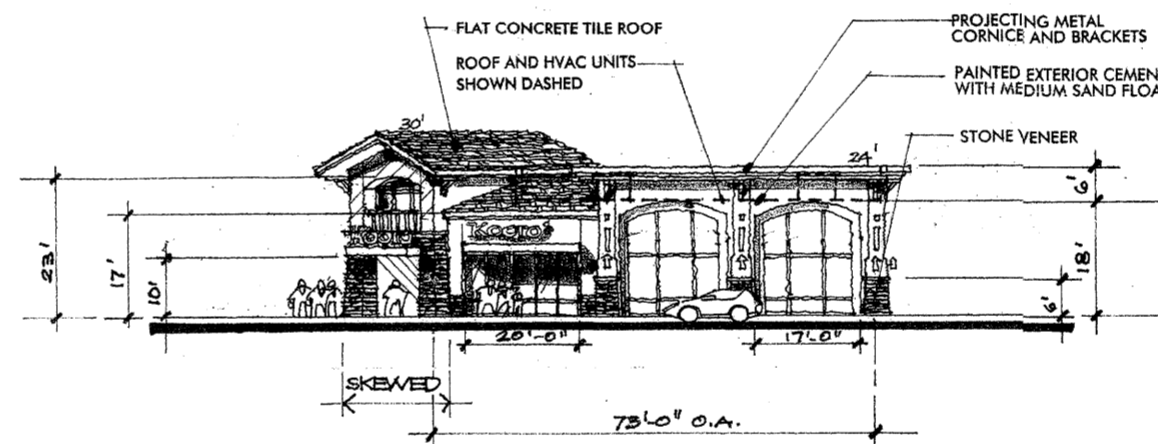 FLAT CONCRETE TILE ROOF
ROOF AND HVAC UNITS
SHOWN DASHED
PROJECTING METAL
CORNICE AND BRACKETS
PAINTED EXTERIOR CEMEN
WITH MEDIUM SAND FLOA
STONE VENEER
30'
24'
6'
23'
17'
10'
18'
6'
20'-0"
17'-0"
SKEWED
73'-0" O.A.